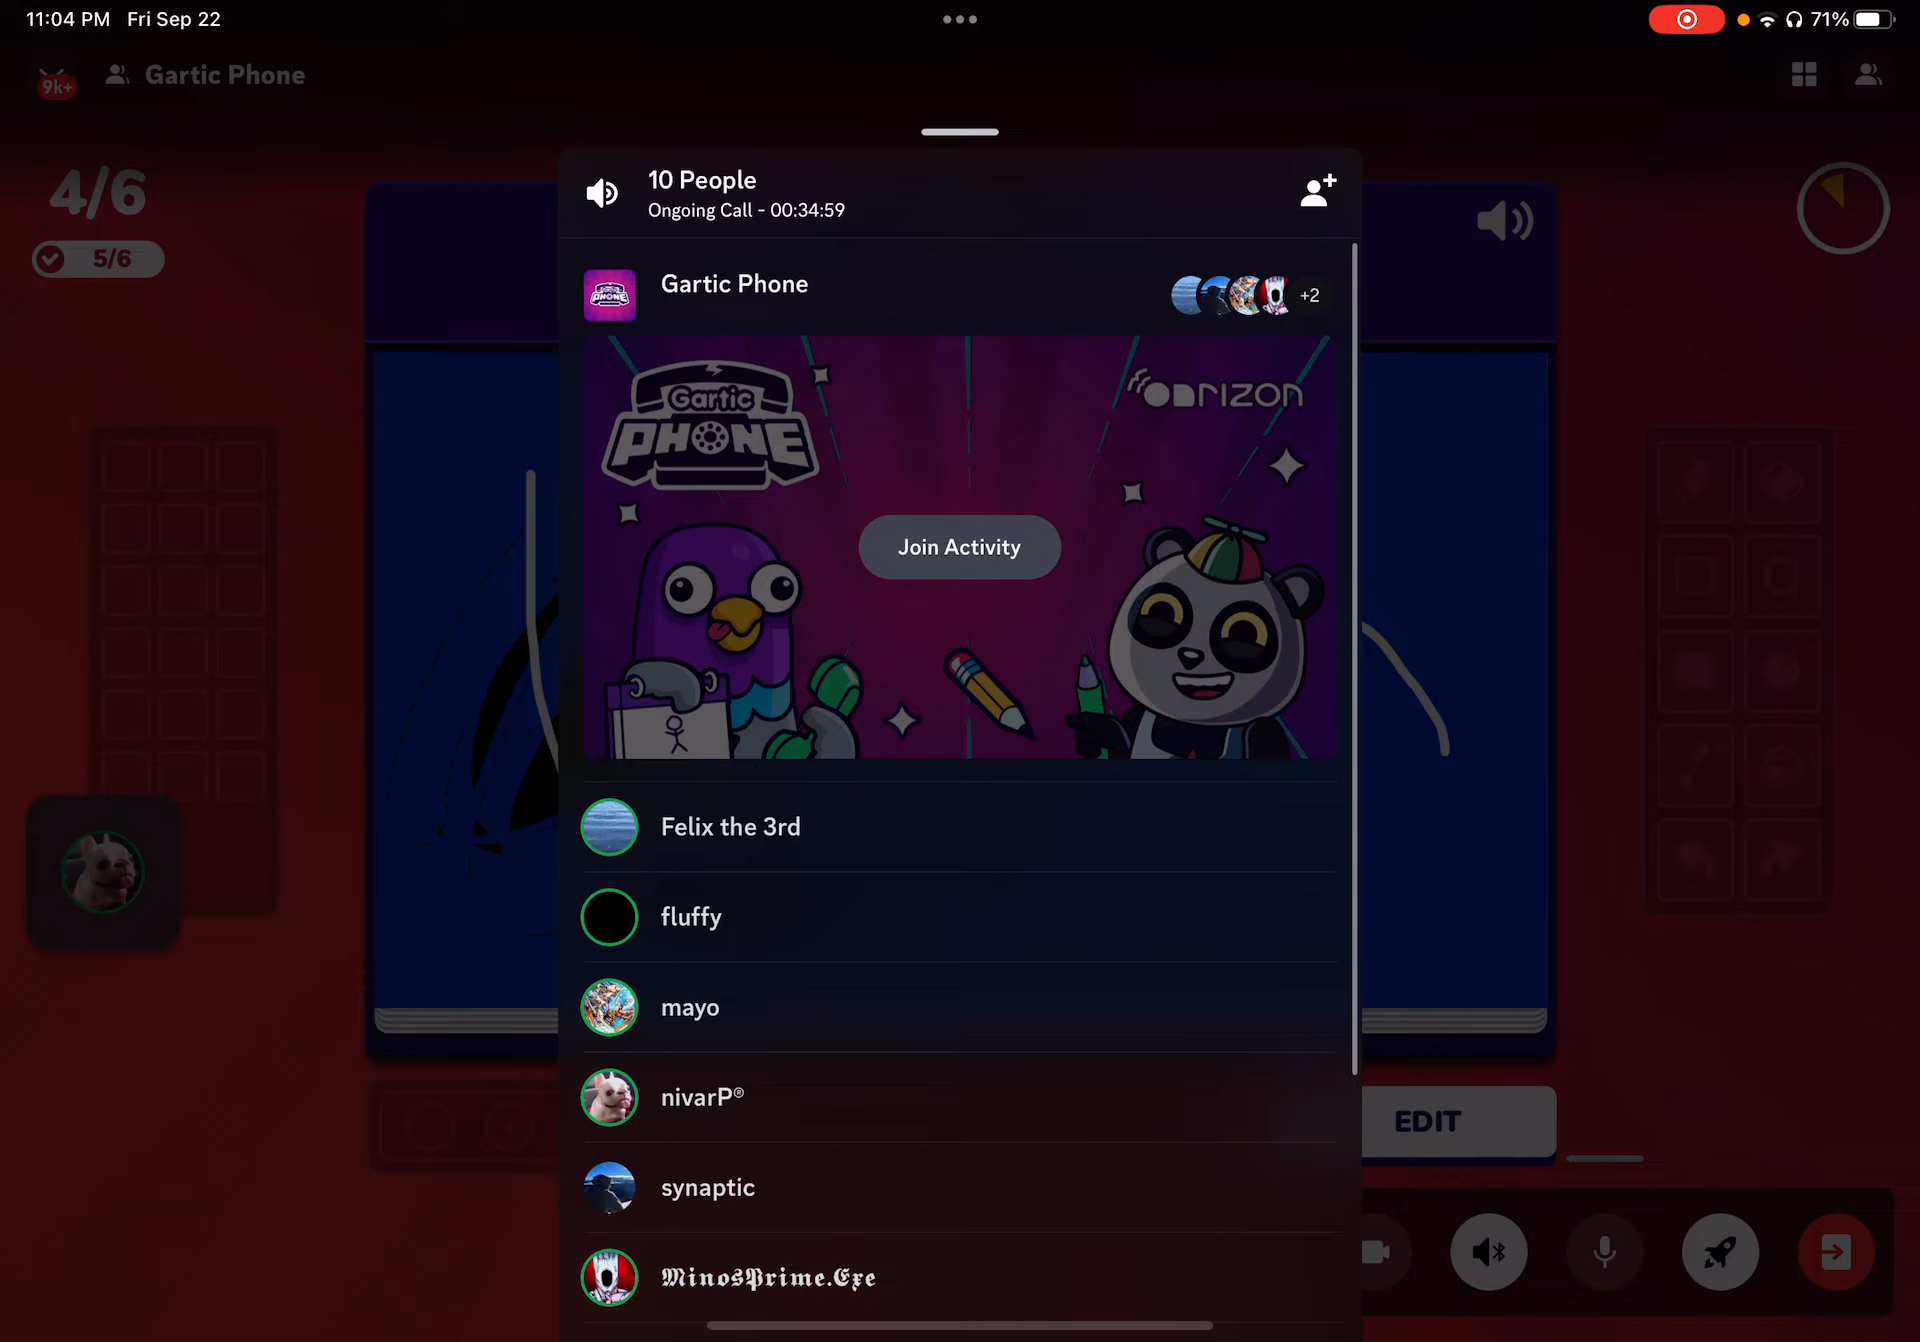 11:04 PM Fri Sep 22
71%
9k+
Gartic Phone
4/6
5/6
10 People
Ongoing Call - 00:34:59
Gartic Phone
+2
Gartic
PHONE
ONRIZON
Join Activity
Felix the 3rd
fluffy
mayo
nivarP®
synaptic
𝕸𝖎𝖓𝖔𝖘𝕻𝖗𝖎𝖒𝖊.𝕰𝖝𝖊
EDIT